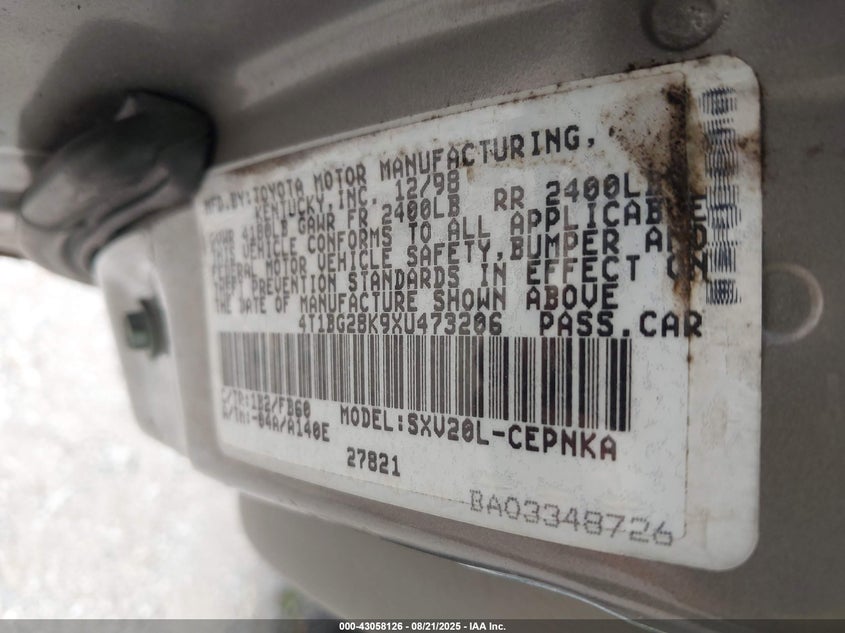 MFD.BY:TOYOTA MOTOR MANUFACTURING,
KENTUCKY,INC. 12/98
GVWR 4180LB GAWR FR 2400LB RR 2400LB
THIS VEHICLE CONFORMS TO ALL APPLICABLE
FEDERAL MOTOR VEHICLE SAFETY,BUMPER AND
THEFT PREVENTION STANDARDS IN EFFECT ON
THE DATE OF MANUFACTURE SHOWN ABOVE
4T1BG28K9XU473206 PASS.CAR
C/TR:1B2/FB60
A/TM:-04A/A140E
MODEL:SXV20L-CEPNKA
27821
BA03348726
000-43058126 - 08/21/2025 - IAA Inc.